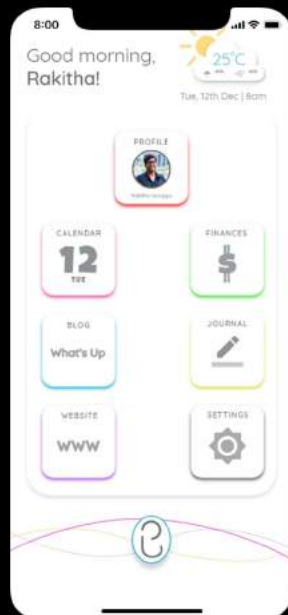 8:00
Good morning,
Rakitha!
25°C
Tue, 12th Dec | 8am
PROFILE
CALENDAR
12
TUE
FINANCES
$
BLOG
What's Up
JOURNAL
WEBSITE
WWW
SETTINGS